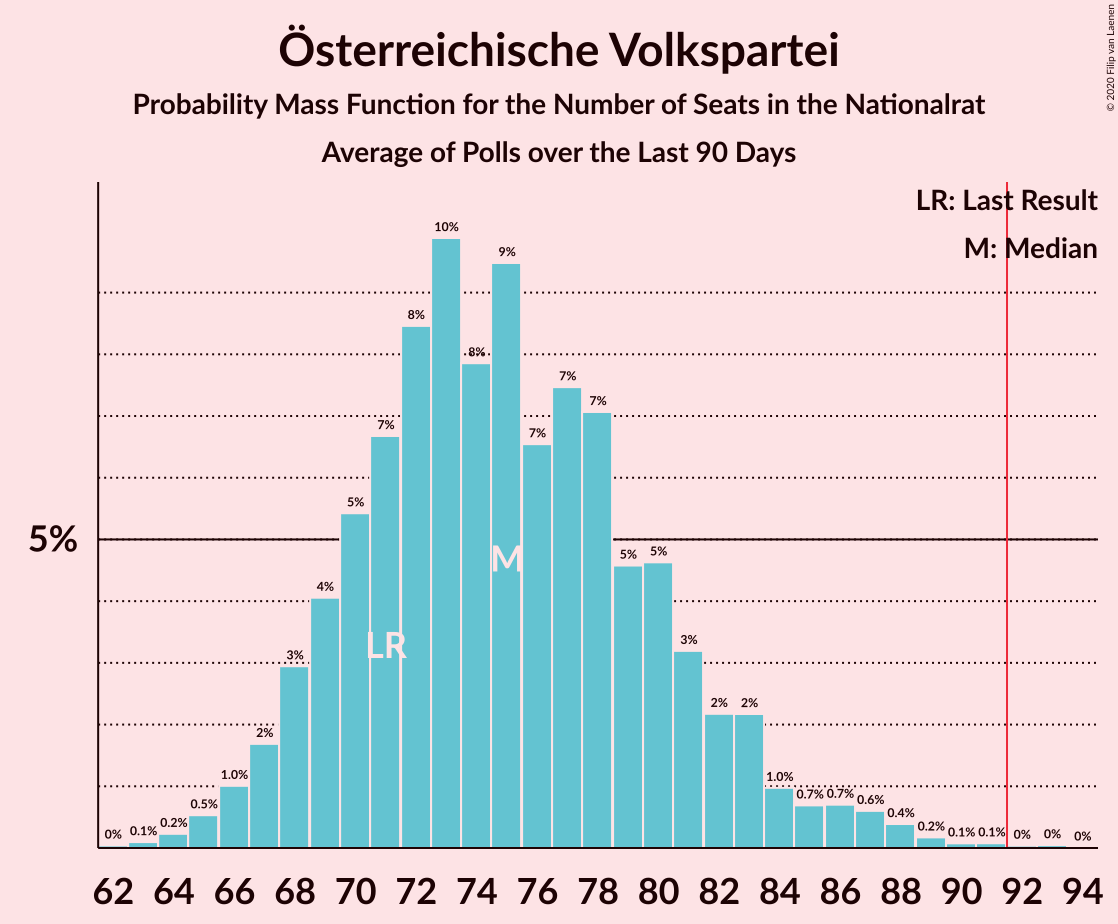 Österreichische Volkspartei
Probability Mass Function for the Number of Seats in the Nationalrat
Average of Polls over the Last 90 Days
© 2020 Filip van Laenen
LR: Last Result
M: Median
5%
0% 0.1% 0.2% 0.5% 1.0% 2% 3% 4% 5% 7% 8% 10% 8% 9% 7% 7% 7% 5% 5% 3% 2% 2% 1.0% 0.7% 0.7% 0.6% 0.4% 0.2% 0.1% 0.1% 0% 0% 0%
M
LR
62 64 66 68 70 72 74 76 78 80 82 84 86 88 90 92 94